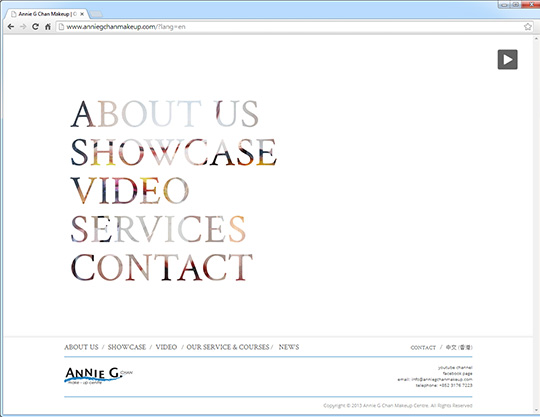 Annie G Chan Makeup | C
www.anniegchanmakeup.com/?lang=en
ABOUT US
SHOWCASE
VIDEO
SERVICES
CONTACT
ABOUT US / SHOWCASE / VIDEO / OUR SERVICE & COURSES / NEWS
CONTACT / 中文 (香港)
ANNIE G. CHAN
make - up centre
youtube channel
facebook page
email: info@anniegchanmakeup.com
telephone: +852 3176 7223
Copyright © 2013 Annie G.Chan Makeup Centre. All Rights Reserved